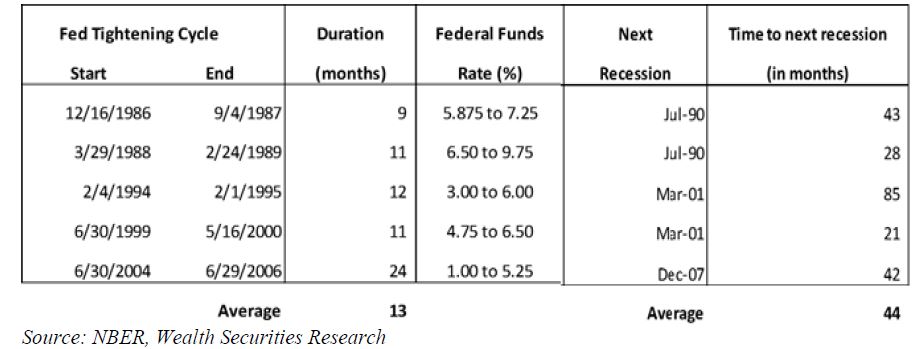 Fed Tightening Cycle Duration Federal Funds Next Time to next recession
Start End (months) Rate (%) Recession (in months)
12/16/1986 9/4/1987 9 5.875 to 7.25 Jul-90 43
3/29/1988 2/24/1989 11 6.50 to 9.75 Jul-90 28
2/4/1994 2/1/1995 12 3.00 to 6.00 Mar-01 85
6/30/1999 5/16/2000 11 4.75 to 6.50 Mar-01 21
6/30/2004 6/29/2006 24 1.00 to 5.25 Dec-07 42
Average 13 Average 44
Source: NBER, Wealth Securities Research